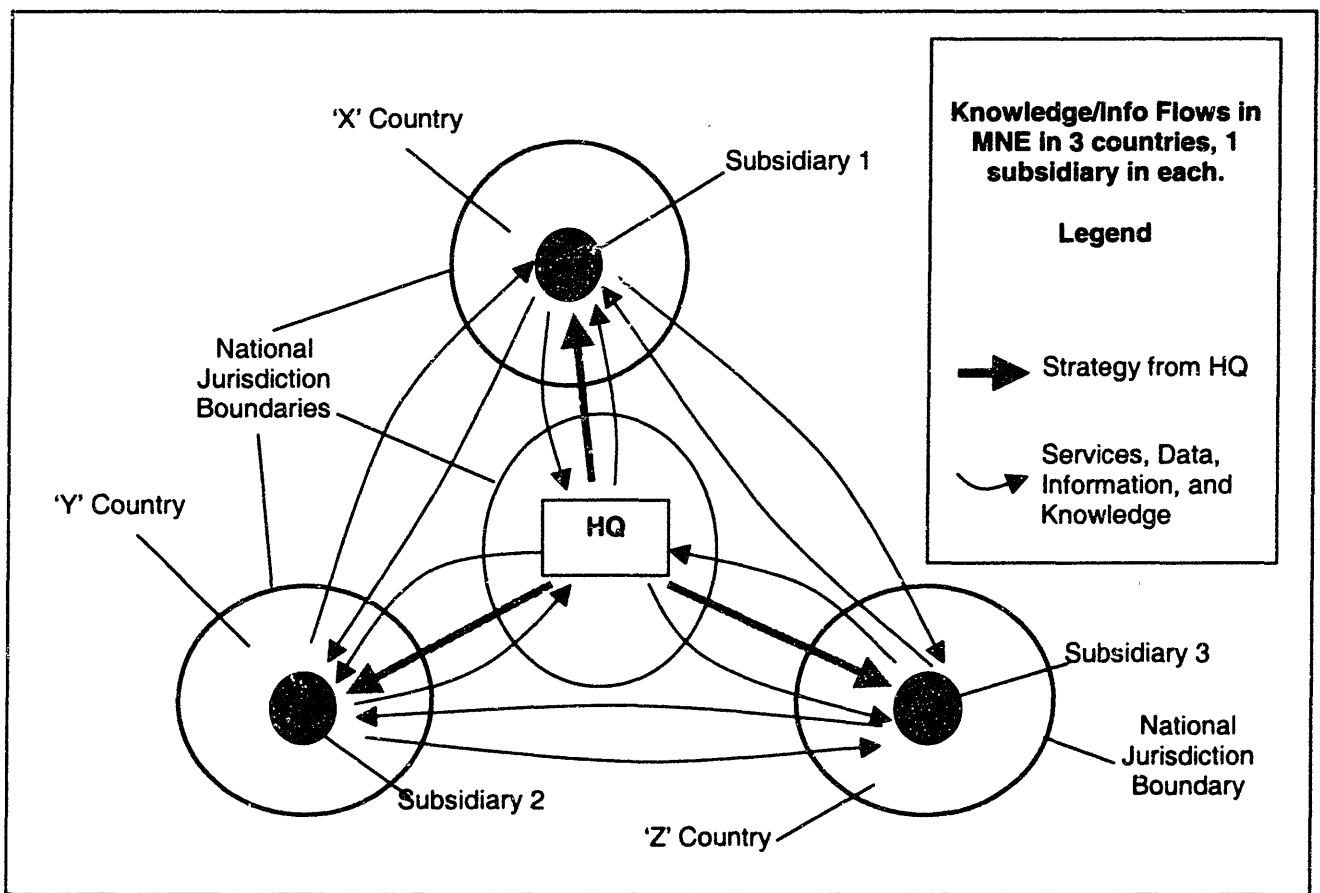 Knowledge/Info Flows in
MNE in 3 countries, 1
subsidiary in each.
Legend
Strategy from HQ
Services, Data,
Information, and
Knowledge
'X' Country
Subsidiary 1
National
Jurisdiction
Boundaries
'Y' Country
HQ
Subsidiary 3
National
Jurisdiction
Boundary
Subsidiary 2
'Z' Country